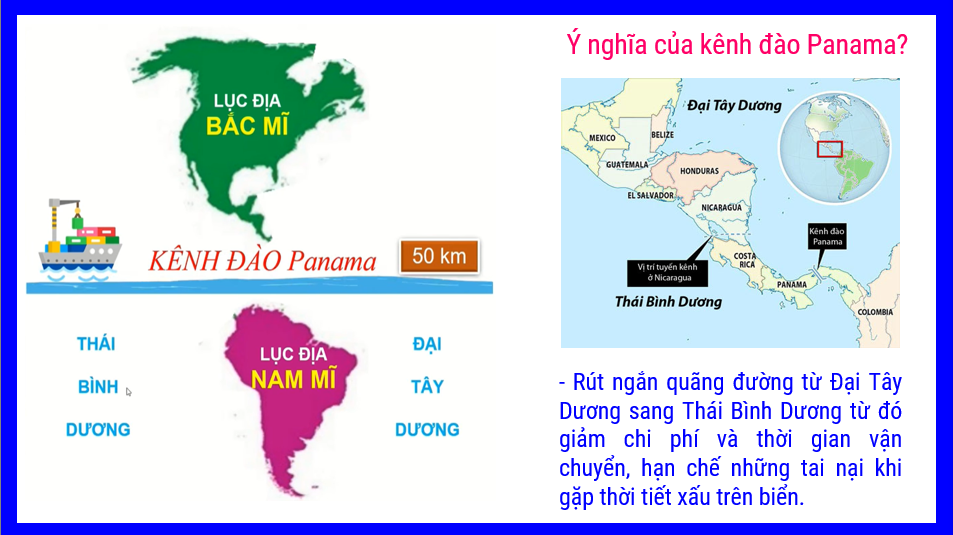 LỤC ĐỊA
BẮC MĨ
KÊNH ĐÀO Panama
50 km
THÁI
BÌNH
DƯƠNG
LỤC ĐỊA
NAM MĨ
ĐẠI
TÂY
DƯƠNG
Ý nghĩa của kênh đào Panama?
Đại Tây Dương
MEXICO
BELIZE
GUATEMALA
HONDURAS
EL SALVADOR
NICARAGUA
Kênh đào
Panama
COSTA
RICA
Vị trí tuyến kênh
ở Nicaragua
PANAMA
Thái Bình Dương
COLOMBIA
- Rút ngắn quãng đường từ Đại Tây
Dương sang Thái Bình Dương từ đó
giảm chi phí và thời gian vận
chuyển, hạn chế những tai nại khi
gặp thời tiết xấu trên biển.